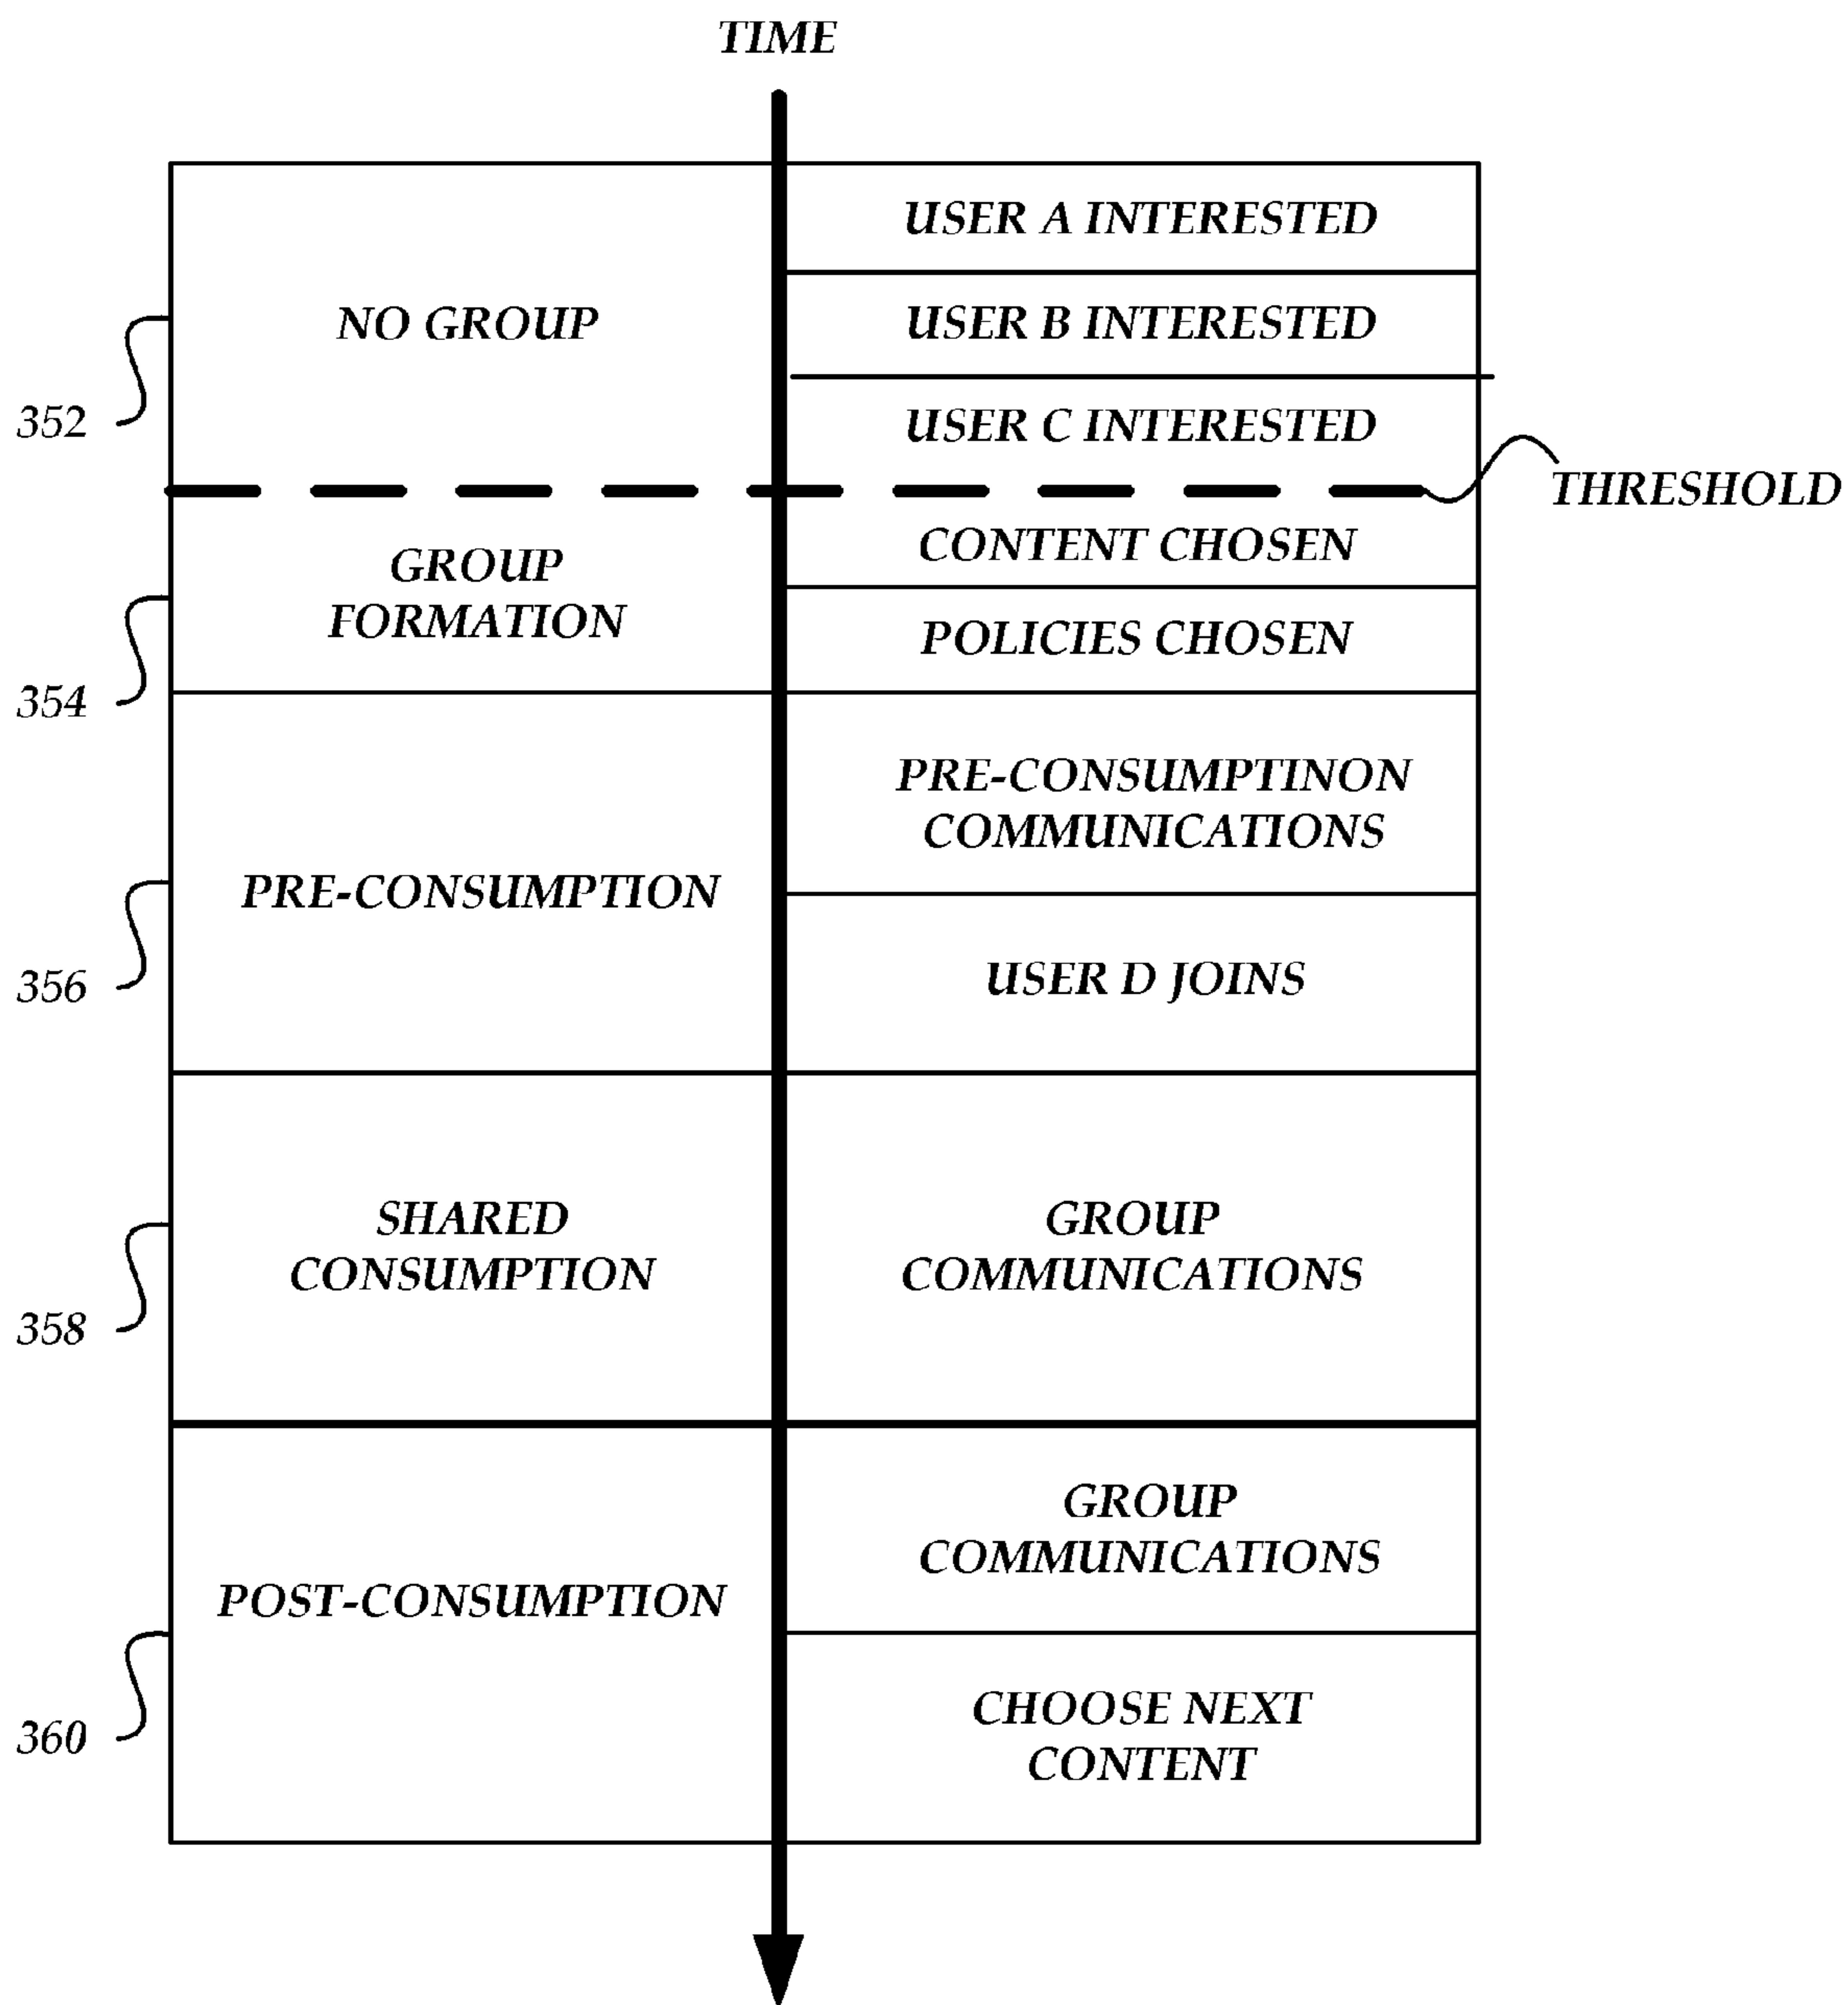 TIME
USER A INTERESTED
NO GROUP
USER B INTERESTED
352
USER C INTERESTED
THRESHOLD
CONTENT CHOSEN
GROUP
FORMATION
POLICIES CHOSEN
354
PRE-CONSUMPTINON
COMMUNICATIONS
PRE-CONSUMPTION
356
USER D JOINS
SHARED
CONSUMPTION
GROUP
COMMUNICATIONS
358
GROUP
COMMUNICATIONS
POST-CONSUMPTION
360
CHOOSE NEXT
CONTENT